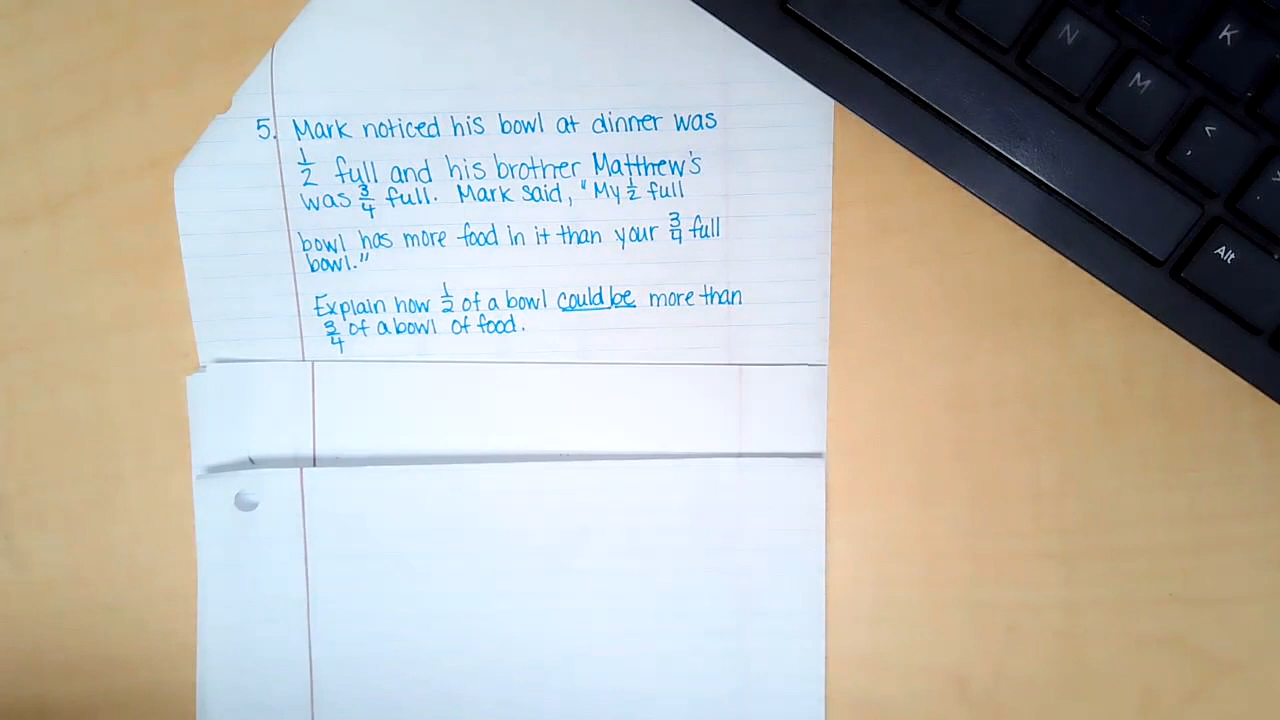 5. Mark noticed his bowl at dinner was
1/2 full and his brother Matthew's
was 3/4 full. Mark said, "My 1/2 full
bowl has more food in it than your 3/4 full
bowl."
Explain how 1/2 of a bowl could be more than
3/4 of a bowl of food.
N
M
K
<
,
Alt